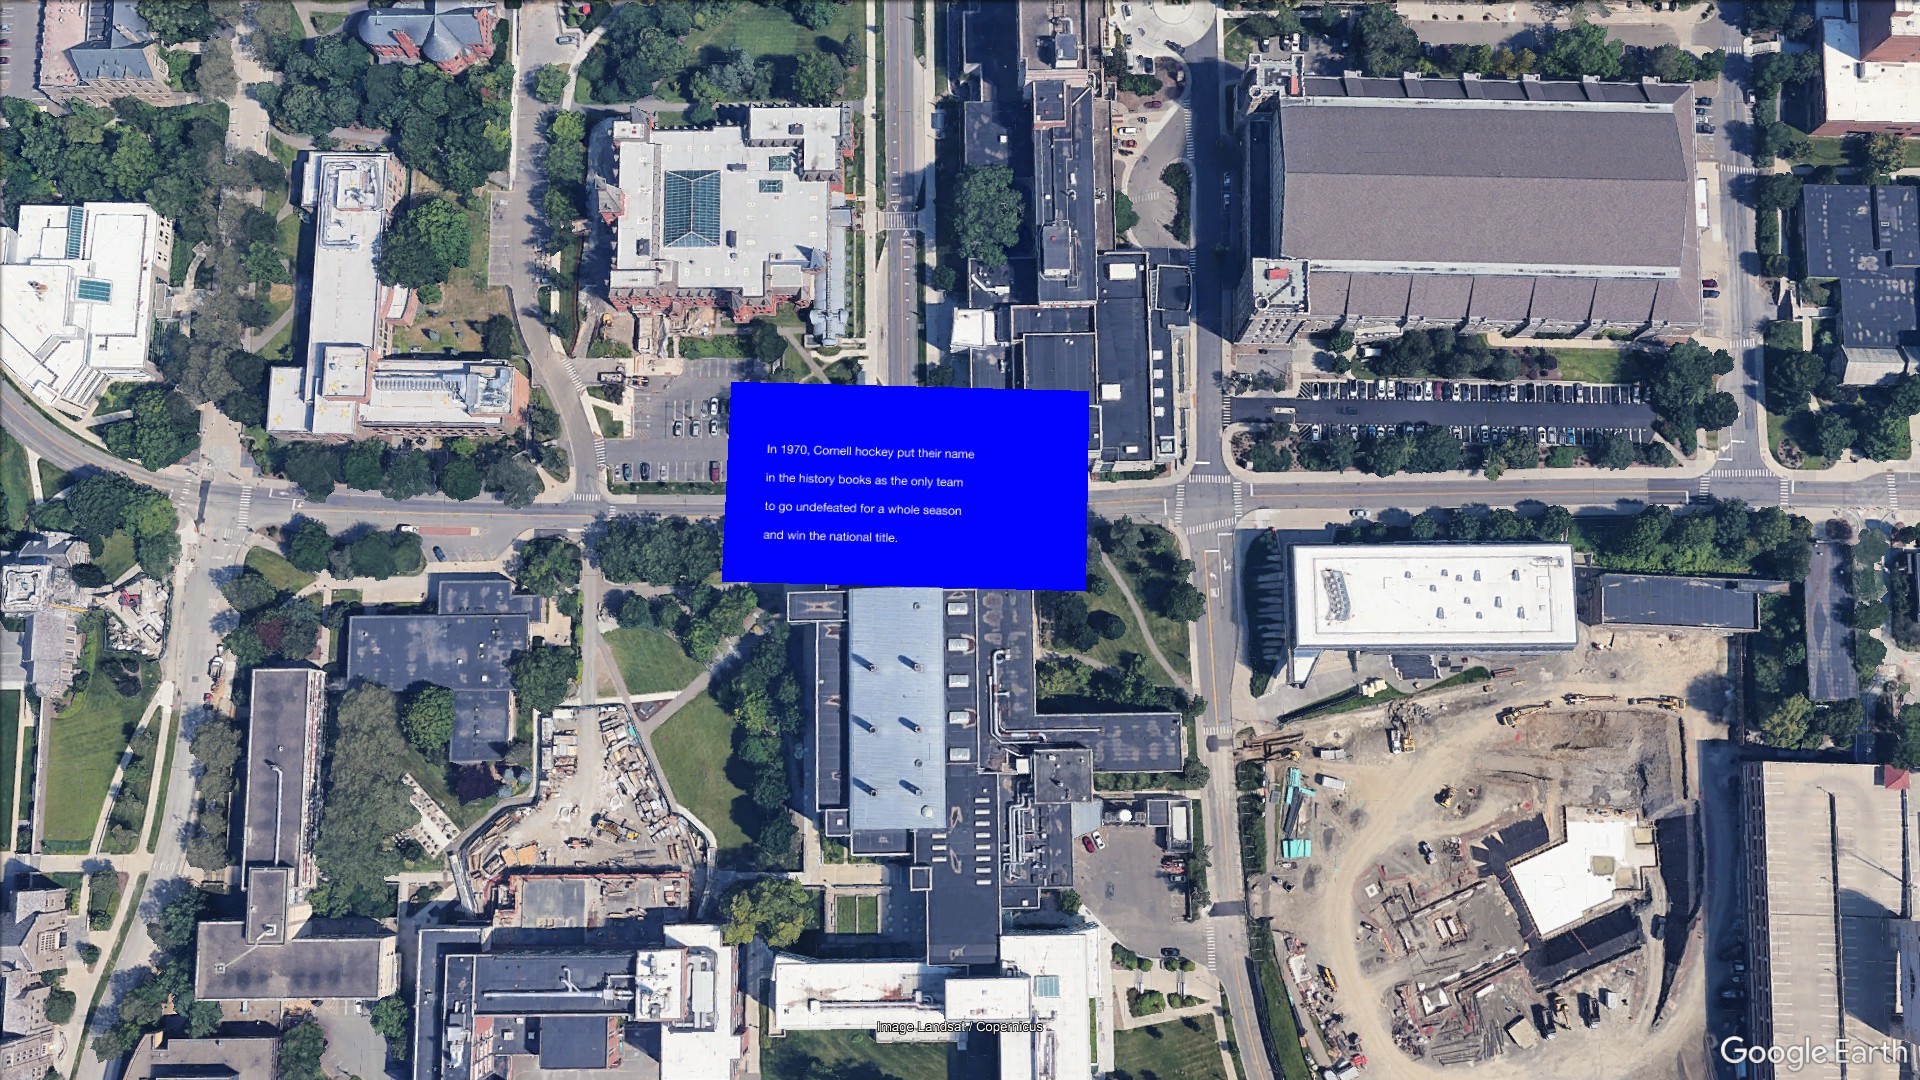 In 1970, Cornell hockey put their name
in the history books as the only team
to go undefeated for a whole season
and win the national title.
Image Landsat / Copernicus
Google Earth